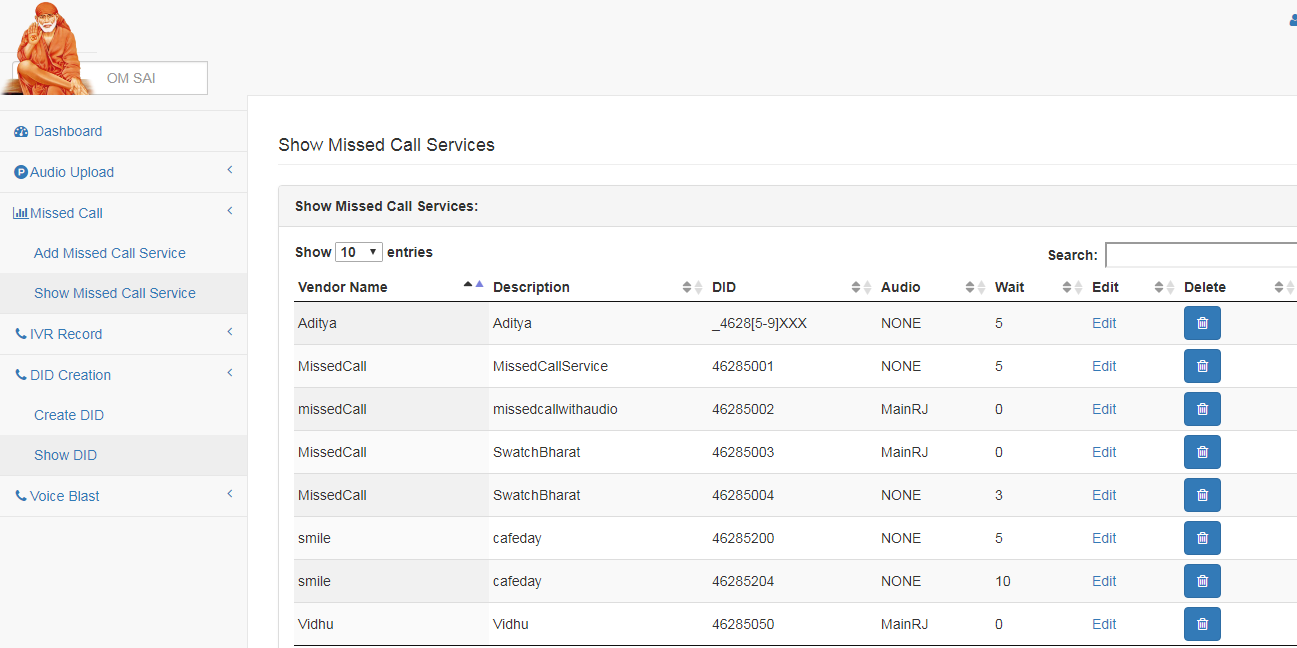 OM SAI
Dashboard
Audio Upload
Missed Call
Add Missed Call Service
Show Missed Call Service
IVR Record
DID Creation
Create DID
Show DID
Voice Blast
Show Missed Call Services
Show Missed Call Services:
Show 10 entries
Search:
Vendor Name Description DID Audio Wait Edit Delete
Aditya Aditya _4628[5-9]XXX NONE 5 Edit
MissedCall MissedCallService 46285001 NONE 5 Edit
missedCall missedcallwithaudio 46285002 MainRJ 0 Edit
MissedCall SwatchBharat 46285003 MainRJ 0 Edit
MissedCall SwatchBharat 46285004 NONE 3 Edit
smile cafeday 46285200 NONE 5 Edit
smile cafeday 46285204 NONE 10 Edit
Vidhu Vidhu 46285050 MainRJ 0 Edit